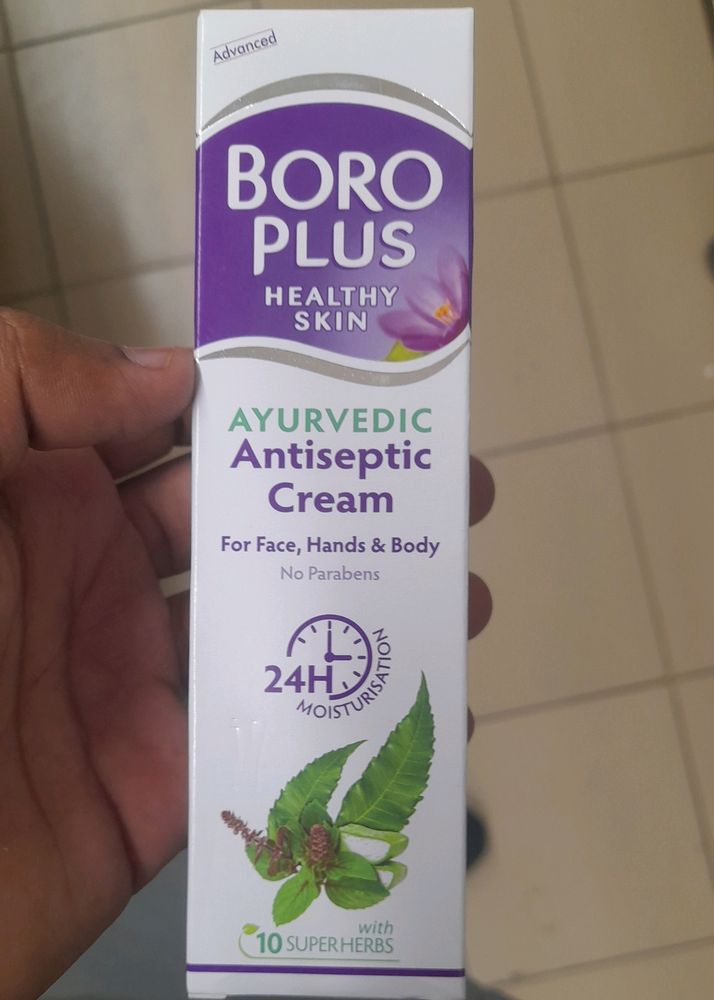 Advanced
BORO
PLUS
HEALTHY
SKIN
AYURVEDIC
Antiseptic
Cream
For Face, Hands & Body
No Parabens
24H
MOISTURISATION
with
10 SUPERHERBS